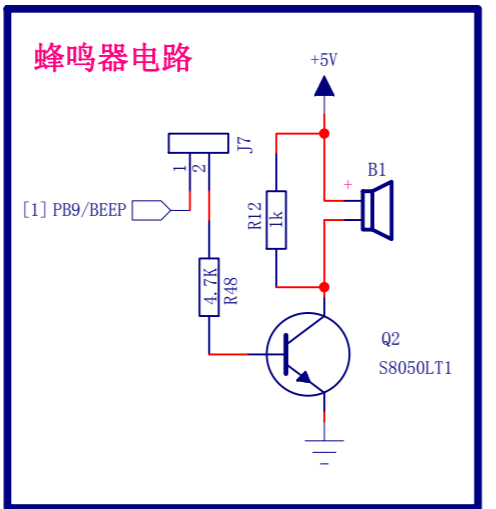 蜂鸣器电路
+5V
J7
1
2
B1
+
[1] PB9/BEEP
R12
1k
4.7K
R48
Q2
S8050LT1